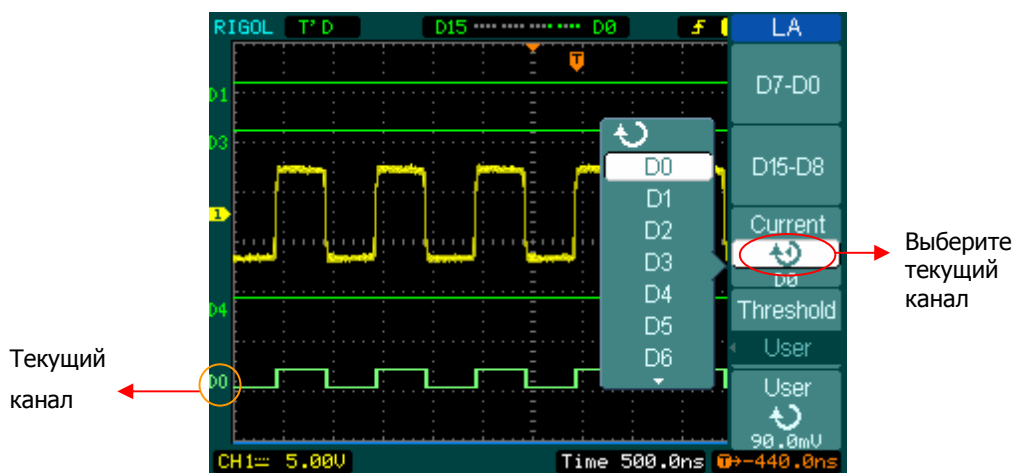 RIGOL T'D D15 D0 LA
D7-D0
D1
D3
D0
D15-D8
D1
1
D2
Current
D0
D3
D4
D4
Threshold
D5
User
D6
D0
User
90.0mV
CH1 5.00V Time 500.0ns T→-440.0ns
T
Выберите
текущий
канал
Текущий
канал